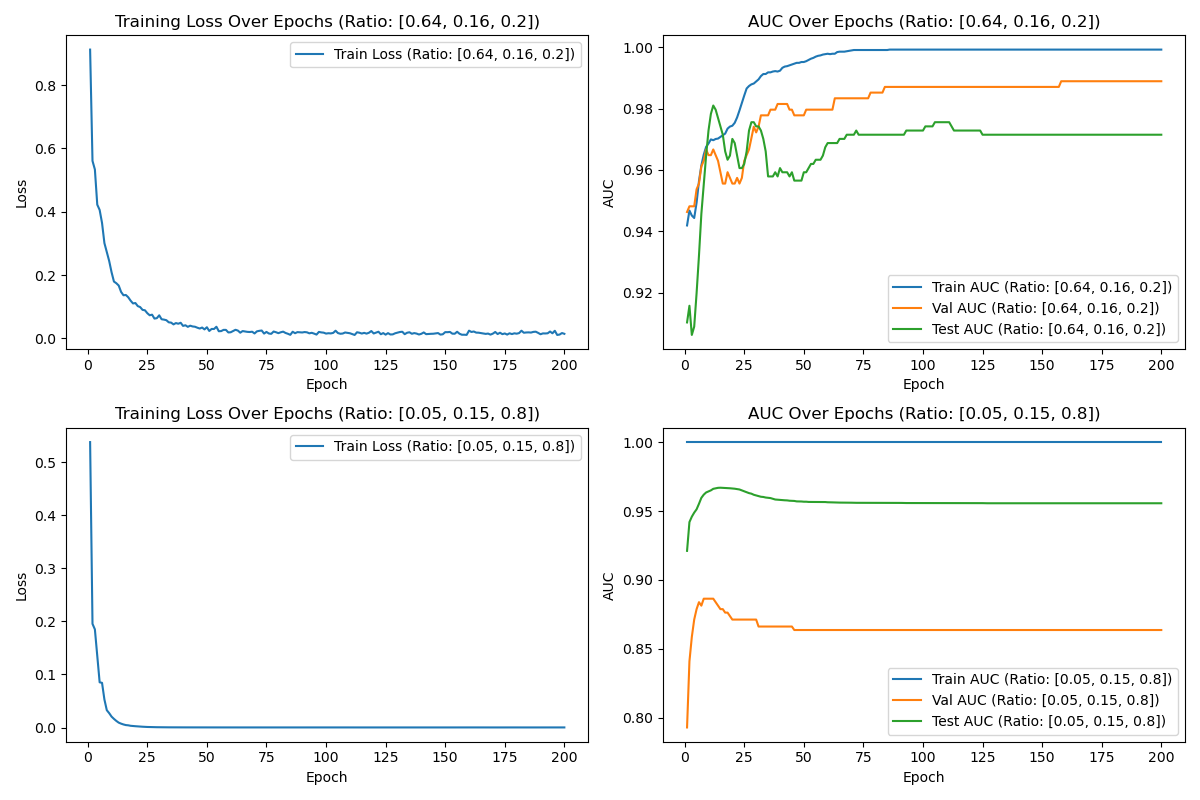 Training Loss Over Epochs (Ratio: [0.64, 0.16, 0.2])
Train Loss (Ratio: [0.64, 0.16, 0.2])
0.8
0.6
0.4
0.2
0.0
Loss
0 25 50 75 100 125 150 175 200
Epoch
AUC Over Epochs (Ratio: [0.64, 0.16, 0.2])
1.00
0.98
0.96
0.94
0.92
AUC
Train AUC (Ratio: [0.64, 0.16, 0.2])
Val AUC (Ratio: [0.64, 0.16, 0.2])
Test AUC (Ratio: [0.64, 0.16, 0.2])
0 25 50 75 100 125 150 175 200
Epoch
Training Loss Over Epochs (Ratio: [0.05, 0.15, 0.8])
Train Loss (Ratio: [0.05, 0.15, 0.8])
0.5
0.4
0.3
0.2
0.1
0.0
Loss
0 25 50 75 100 125 150 175 200
Epoch
AUC Over Epochs (Ratio: [0.05, 0.15, 0.8])
1.00
0.95
0.90
0.85
0.80
AUC
Train AUC (Ratio: [0.05, 0.15, 0.8])
Val AUC (Ratio: [0.05, 0.15, 0.8])
Test AUC (Ratio: [0.05, 0.15, 0.8])
0 25 50 75 100 125 150 175 200
Epoch